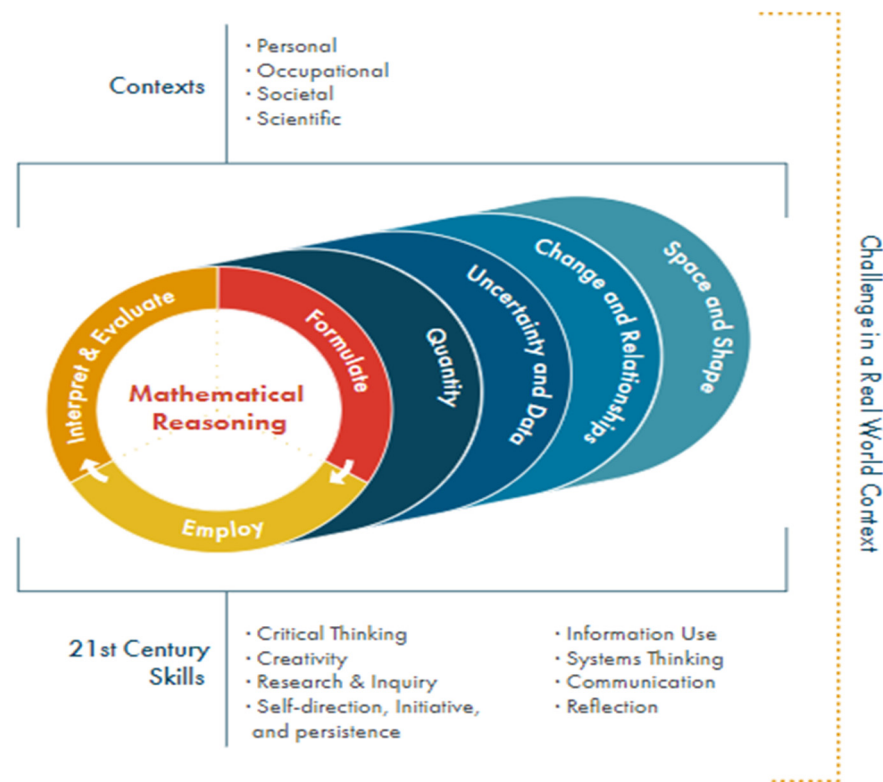 Contexts
· Personal
· Occupational
· Societal
· Scientific
Interpret & Evaluate
Formulate
Employ
Mathematical
Reasoning
Quantity
Uncertainty and Data
Change and Relationships
Space and Shape
Challenge in a Real World Context
21st Century
Skills
· Critical Thinking
· Creativity
· Research & Inquiry
· Self-direction, Initiative,
and persistence
· Information Use
· Systems Thinking
· Communication
· Reflection